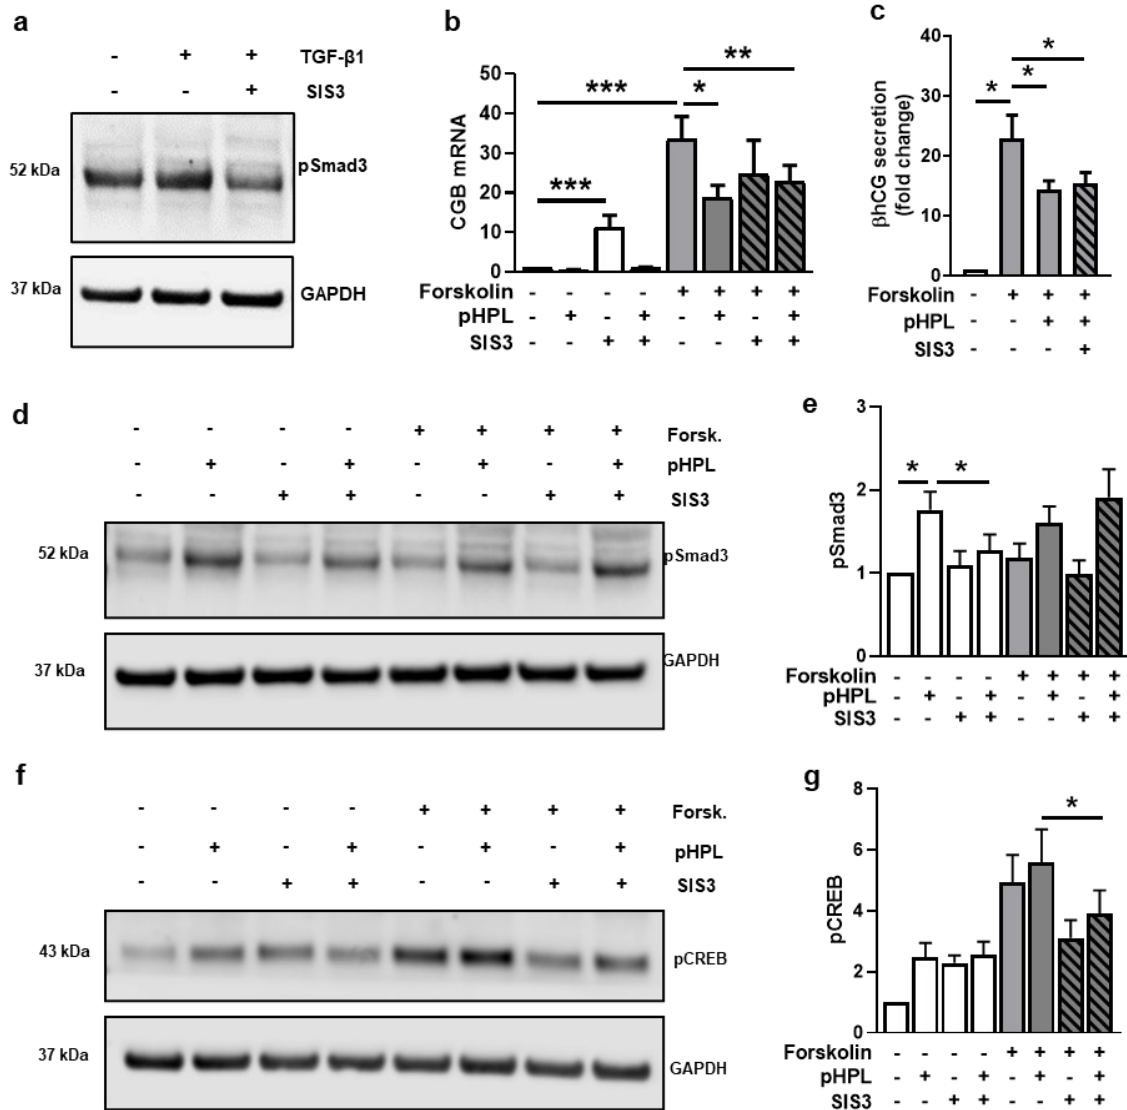 a
- + + TGF-β1
- - + SIS3
52 kDa
pSmad3
37 kDa
GAPDH
b
CGB mRNA
50
40
30
20
10
0
***
***
*
**
Forskolin - - - - + + + +
pHPL - + - + - + - +
SIS3 - - + + - - + +
c
βhCG secretion
(fold change)
40
30
20
10
0
*
*
*
Forskolin - + + +
pHPL - - + +
SIS3 - - - +
d
- - - - + + + + Forsk.
- + - + - + - + pHPL
- - + + - - + + SIS3
52 kDa
pSmad3
37 kDa
GAPDH
e
pSmad3
3
2
1
0
*
*
Forskolin - - - - + + + +
pHPL - + - + - + - +
SIS3 - - + + - - + +
f
- - - - + + + + Forsk.
- + - + - + - + pHPL
- - + + - - + + SIS3
43 kDa
pCREB
37 kDa
GAPDH
g
pCREB
8
6
4
2
0
*
Forskolin - - - - + + + +
pHPL - + - + - + - +
SIS3 - - + + - - + +